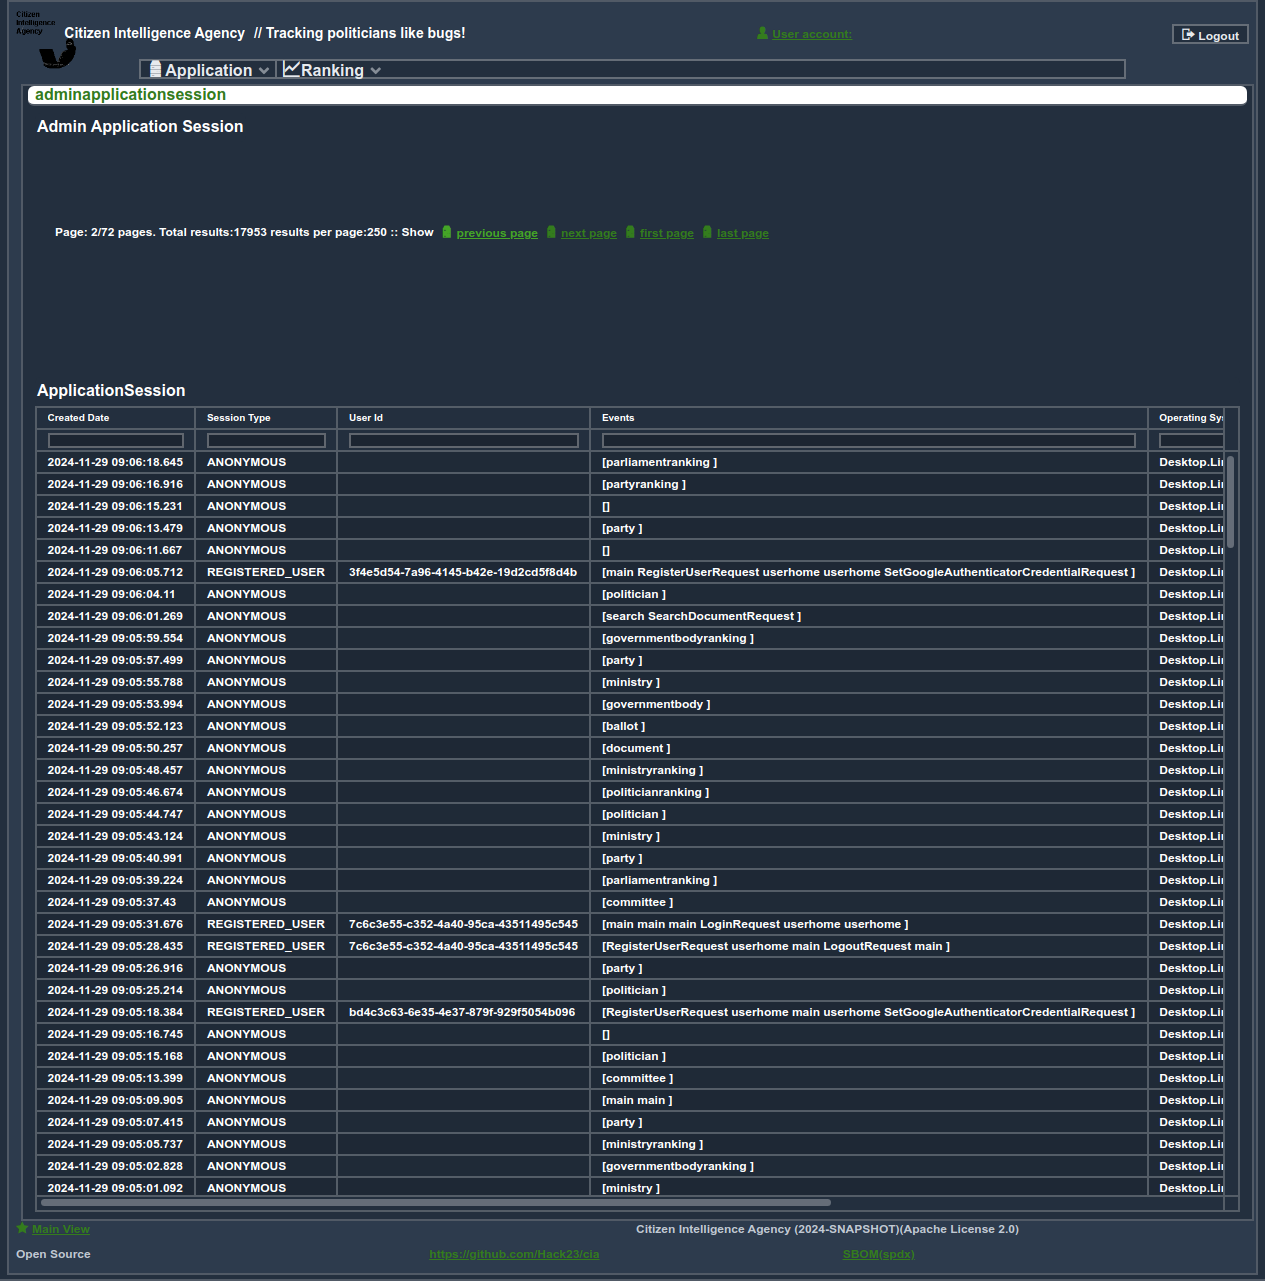 Citizen
Intelligence
Agency
Citizen Intelligence Agency // Tracking politicians like bugs!
User account:
Logout
Application
Ranking
adminapplicationsession
Admin Application Session
Page: 2/72 pages. Total results:17953 results per page:250 :: Show previous page next page first page last page
ApplicationSession
Created Date Session Type User Id Events Operating Sy
2024-11-29 09:06:18.645 ANONYMOUS [parliamentranking ] Desktop.Li
2024-11-29 09:06:16.916 ANONYMOUS [partyranking ] Desktop.Li
2024-11-29 09:06:15.231 ANONYMOUS [] Desktop.Li
2024-11-29 09:06:13.479 ANONYMOUS [party ] Desktop.Li
2024-11-29 09:06:11.667 ANONYMOUS [] Desktop.Li
2024-11-29 09:06:05.712 REGISTERED_USER 3f4e5d54-7a96-4145-b42e-19d2cd5f8d4b [main RegisterUserRequest userhome userhome SetGoogleAuthenticatorCredentialRequest ] Desktop.Li
2024-11-29 09:06:04.11 ANONYMOUS [politician ] Desktop.Li
2024-11-29 09:06:01.269 ANONYMOUS [search SearchDocumentRequest ] Desktop.Li
2024-11-29 09:05:59.554 ANONYMOUS [governmentbodyranking ] Desktop.Li
2024-11-29 09:05:57.499 ANONYMOUS [party ] Desktop.Li
2024-11-29 09:05:55.788 ANONYMOUS [ministry ] Desktop.Li
2024-11-29 09:05:53.994 ANONYMOUS [governmentbody ] Desktop.Li
2024-11-29 09:05:52.123 ANONYMOUS [ballot ] Desktop.Li
2024-11-29 09:05:50.257 ANONYMOUS [document ] Desktop.Li
2024-11-29 09:05:48.457 ANONYMOUS [ministryranking ] Desktop.Li
2024-11-29 09:05:46.674 ANONYMOUS [politicianranking ] Desktop.Li
2024-11-29 09:05:44.747 ANONYMOUS [politician ] Desktop.Li
2024-11-29 09:05:43.124 ANONYMOUS [ministry ] Desktop.Li
2024-11-29 09:05:40.991 ANONYMOUS [party ] Desktop.Li
2024-11-29 09:05:39.224 ANONYMOUS [parliamentranking ] Desktop.Li
2024-11-29 09:05:37.43 ANONYMOUS [committee ] Desktop.Li
2024-11-29 09:05:31.676 REGISTERED_USER 7c6c3e55-c352-4a40-95ca-43511495c545 [main main main LoginRequest userhome userhome ] Desktop.Li
2024-11-29 09:05:28.435 REGISTERED_USER 7c6c3e55-c352-4a40-95ca-43511495c545 [RegisterUserRequest userhome main LogoutRequest main ] Desktop.Li
2024-11-29 09:05:26.916 ANONYMOUS [party ] Desktop.Li
2024-11-29 09:05:25.214 ANONYMOUS [politician ] Desktop.Li
2024-11-29 09:05:18.384 REGISTERED_USER bd4c3c63-6e35-4e37-879f-929f5054b096 [RegisterUserRequest userhome main userhome SetGoogleAuthenticatorCredentialRequest ] Desktop.Li
2024-11-29 09:05:16.745 ANONYMOUS [] Desktop.Li
2024-11-29 09:05:15.168 ANONYMOUS [politician ] Desktop.Li
2024-11-29 09:05:13.399 ANONYMOUS [committee ] Desktop.Li
2024-11-29 09:05:09.905 ANONYMOUS [main main ] Desktop.Li
2024-11-29 09:05:07.415 ANONYMOUS [party ] Desktop.Li
2024-11-29 09:05:05.737 ANONYMOUS [ministryranking ] Desktop.Li
2024-11-29 09:05:02.828 ANONYMOUS [governmentbodyranking ] Desktop.Li
2024-11-29 09:05:01.092 ANONYMOUS [ministry ] Desktop.Li
Main View Citizen Intelligence Agency (2024-SNAPSHOT)(Apache License 2.0)
Open Source https://github.com/Hack23/cia SBOM(spdx)